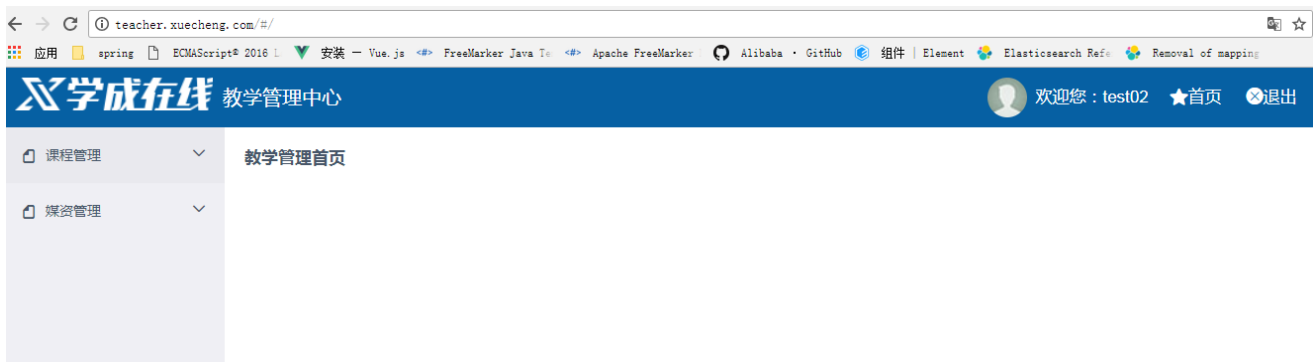 teacher.xuecheng.com/#/
应用 spring ECMAScript® 2016 L 安装 — Vue.js FreeMarker Java Te Apache FreeMarker Alibaba · GitHub 组件 | Element Elasticsearch Refe Removal of mapping
学成在线 教学管理中心 欢迎您：test02 首页 退出
课程管理 教学管理首页
媒资管理